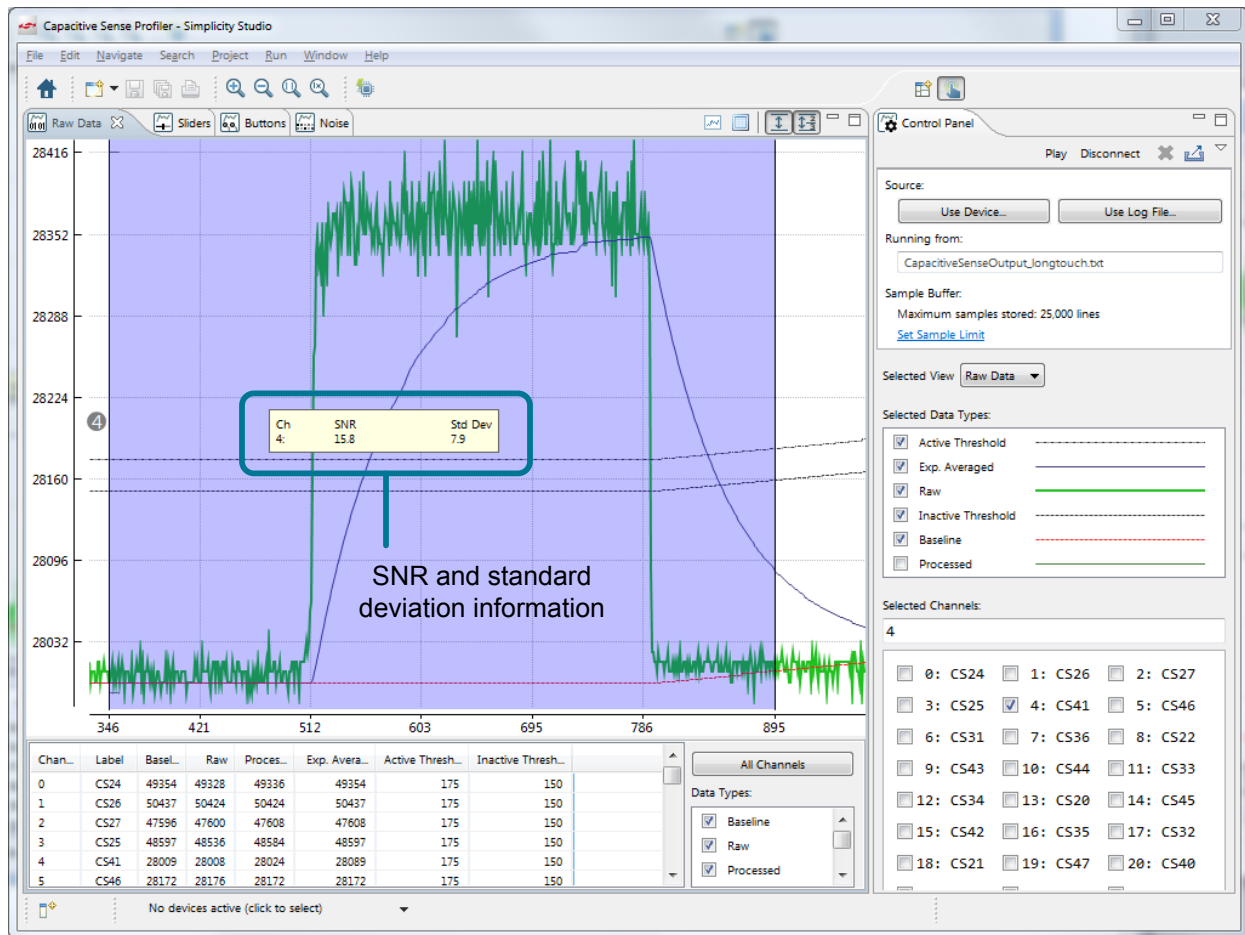 Capacitive Sense Profiler - Simplicity Studio
File Edit Navigate Search Project Run Window Help
Raw Data Sliders Buttons Noise
28416
28352
28288
28224
28160
28096
28032
4
Ch SNR Std Dev
4: 15.8 7.9
SNR and standard
deviation information
346 421 512 603 695 786 895
Chan... Label Basel... Raw Proces... Exp. Avera... Active Thresh... Inactive Thresh...
0 CS24 49354 49328 49336 49354 175 150
1 CS26 50437 50424 50424 50437 175 150
2 CS27 47596 47600 47608 47608 175 150
3 CS25 48597 48536 48584 48597 175 150
4 CS41 28009 28008 28024 28089 175 150
5 CS46 28172 28176 28172 28172 175 150
All Channels
Data Types:
Baseline
Raw
Processed
No devices active (click to select)
Control Panel
Play Disconnect
Source:
Use Device... Use Log File...
Running from:
CapacitiveSenseOutput_longtouch.txt
Sample Buffer:
Maximum samples stored: 25,000 lines
Set Sample Limit
Selected View Raw Data
Selected Data Types:
Active Threshold
Exp. Averaged
Raw
Inactive Threshold
Baseline
Processed
Selected Channels:
4
0: CS24 1: CS26 2: CS27
3: CS25 4: CS41 5: CS46
6: CS31 7: CS36 8: CS22
9: CS43 10: CS44 11: CS33
12: CS34 13: CS20 14: CS45
15: CS42 16: CS35 17: CS32
18: CS21 19: CS47 20: CS40